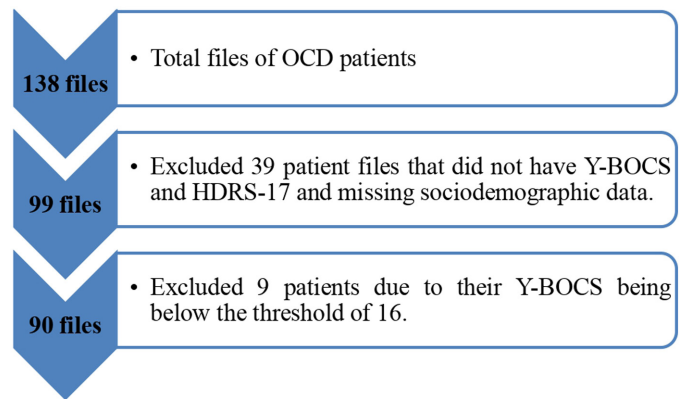 138 files
• Total files of OCD patients
99 files
• Excluded 39 patient files that did not have Y-BOCS
and HDRS-17 and missing sociodemographic data.
90 files
• Excluded 9 patients due to their Y-BOCS being
below the threshold of 16.